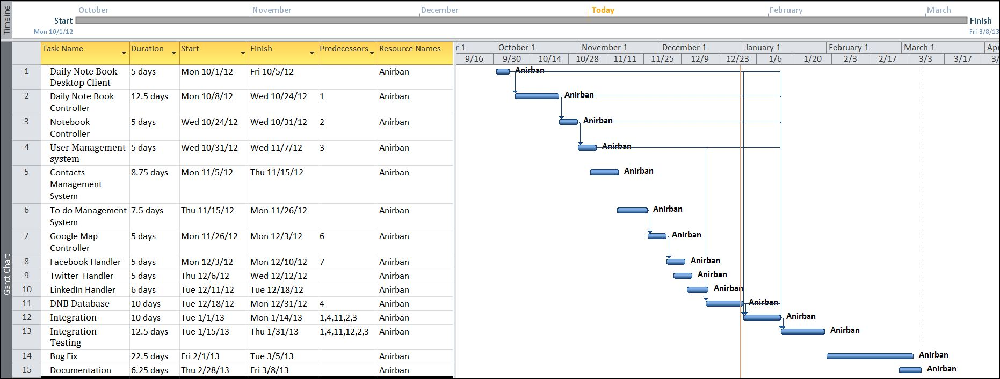 Timeline
October November December Today February March
Start Finish
Mon 10/1/12 Fri 3/8/13
Gantt Chart
Task Name Duration Start Finish Predecessors Resource Names
r 1 October 1 November 1 December 1 January 1 February 1 March 1 Apr
9/16 9/30 10/14 10/28 11/11 11/25 12/9 12/23 1/6 1/20 2/3 2/17 3/3 3/17 3/
1 Daily Note Book 5 days Mon 10/1/12 Fri 10/5/12 Anirban Anirban
Desktop Client
2 Daily Note Book 12.5 days Mon 10/8/12 Wed 10/24/12 1 Anirban Anirban
Controller
3 Notebook 5 days Wed 10/24/12 Wed 10/31/12 2 Anirban Anirban
Controller
4 User Management 5 days Wed 10/31/12 Wed 11/7/12 3 Anirban Anirban
system
5 Contacts 8.75 days Mon 11/5/12 Thu 11/15/12 Anirban Anirban
Management
System
6 To do Management 7.5 days Thu 11/15/12 Mon 11/26/12 Anirban Anirban
System
7 Google Map 5 days Mon 11/26/12 Mon 12/3/12 6 Anirban Anirban
Controller
8 Facebook Handler 5 days Mon 12/3/12 Mon 12/10/12 7 Anirban Anirban
9 Twitter Handler 5 days Thu 12/6/12 Wed 12/12/12 Anirban Anirban
10 LinkedIn Handler 6 days Tue 12/11/12 Tue 12/18/12 Anirban Anirban
11 DNB Database 10 days Tue 12/18/12 Mon 12/31/12 4 Anirban Anirban
12 Integration 10 days Tue 1/1/13 Mon 1/14/13 1,4,11,2,3 Anirban Anirban
13 Integration 12.5 days Tue 1/15/13 Thu 1/31/13 1,4,11,12,2,3 Anirban Anirban
Testing
14 Bug Fix 22.5 days Fri 2/1/13 Tue 3/5/13 Anirban Anirban
15 Documentation 6.25 days Thu 2/28/13 Fri 3/8/13 Anirban Anirban